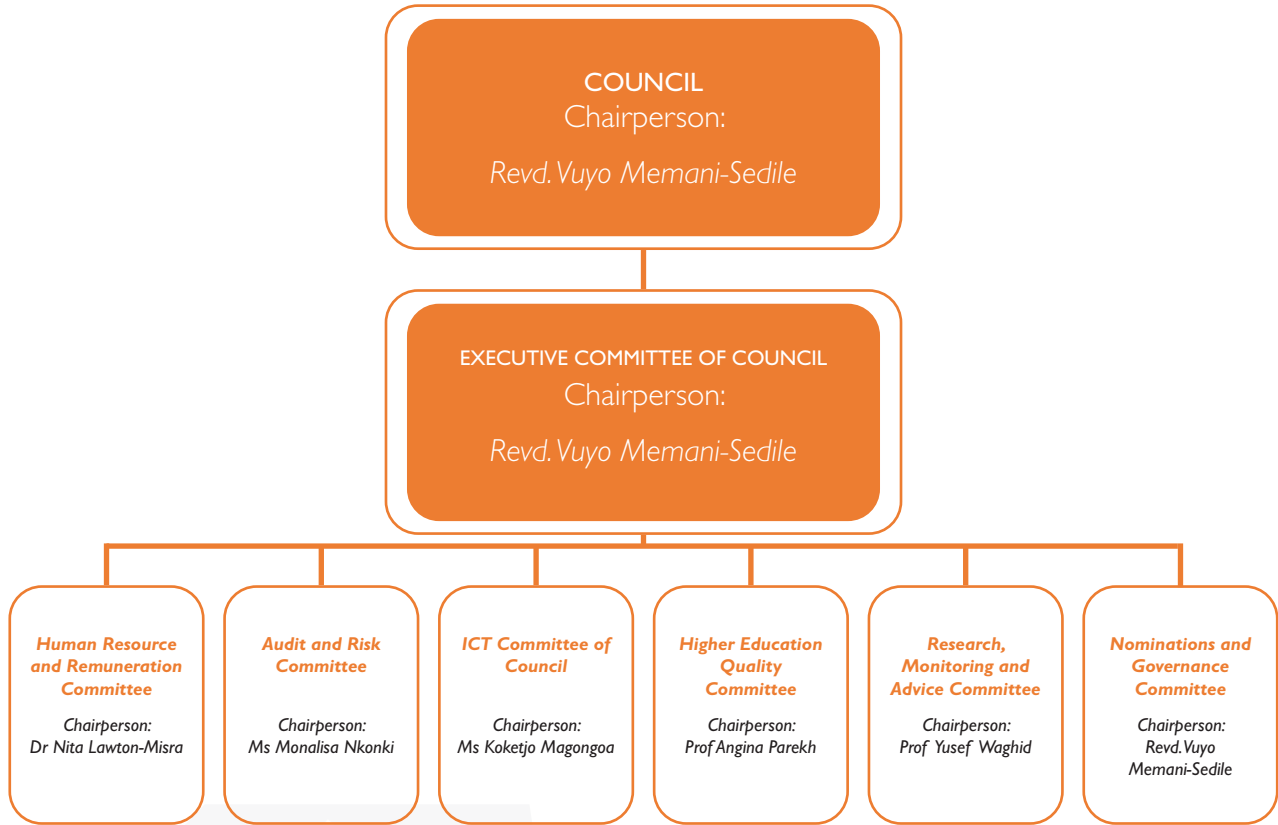 COUNCIL
Chairperson:
Revd. Vuyo Memani-Sedile
EXECUTIVE COMMITTEE OF COUNCIL
Chairperson:
Revd. Vuyo Memani-Sedile
Human Resource
and Remuneration
Committee
Chairperson:
Dr Nita Lawton-Misra
Audit and Risk
Committee
Chairperson:
Ms Monalisa Nkonki
ICT Committee of
Council
Chairperson:
Ms Koketjo Magongoa
Higher Education
Quality
Committee
Chairperson:
Prof Angina Parekh
Research,
Monitoring and
Advice Committee
Chairperson:
Prof Yusef Waghid
Nominations and
Governance
Committee
Chairperson:
Revd. Vuyo
Memani-Sedile